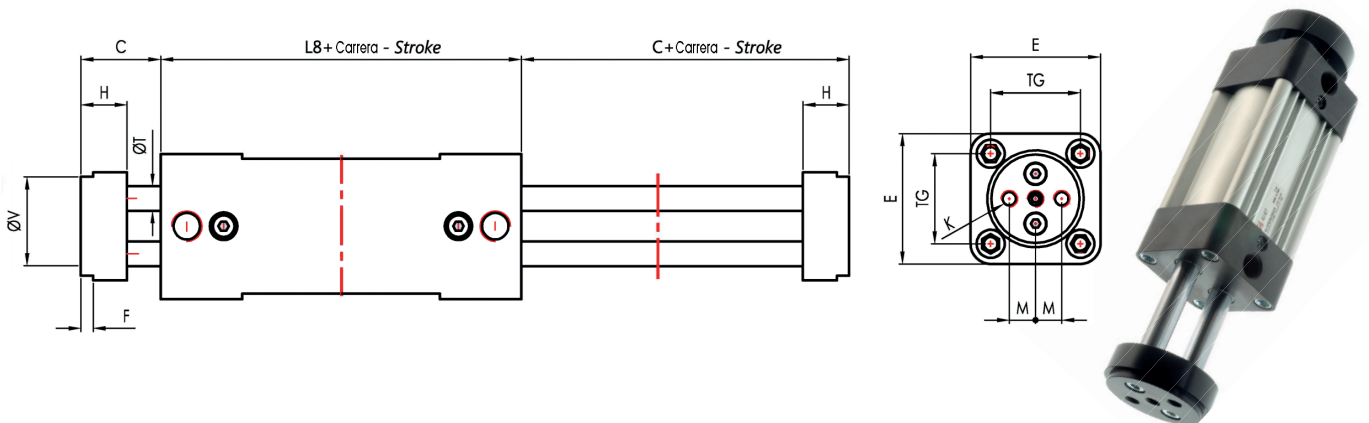 C
L8+Carrera - Stroke
C+Carrera - Stroke
H
H
ØT
ØV
F
E
TG
E
TG
K
M
M